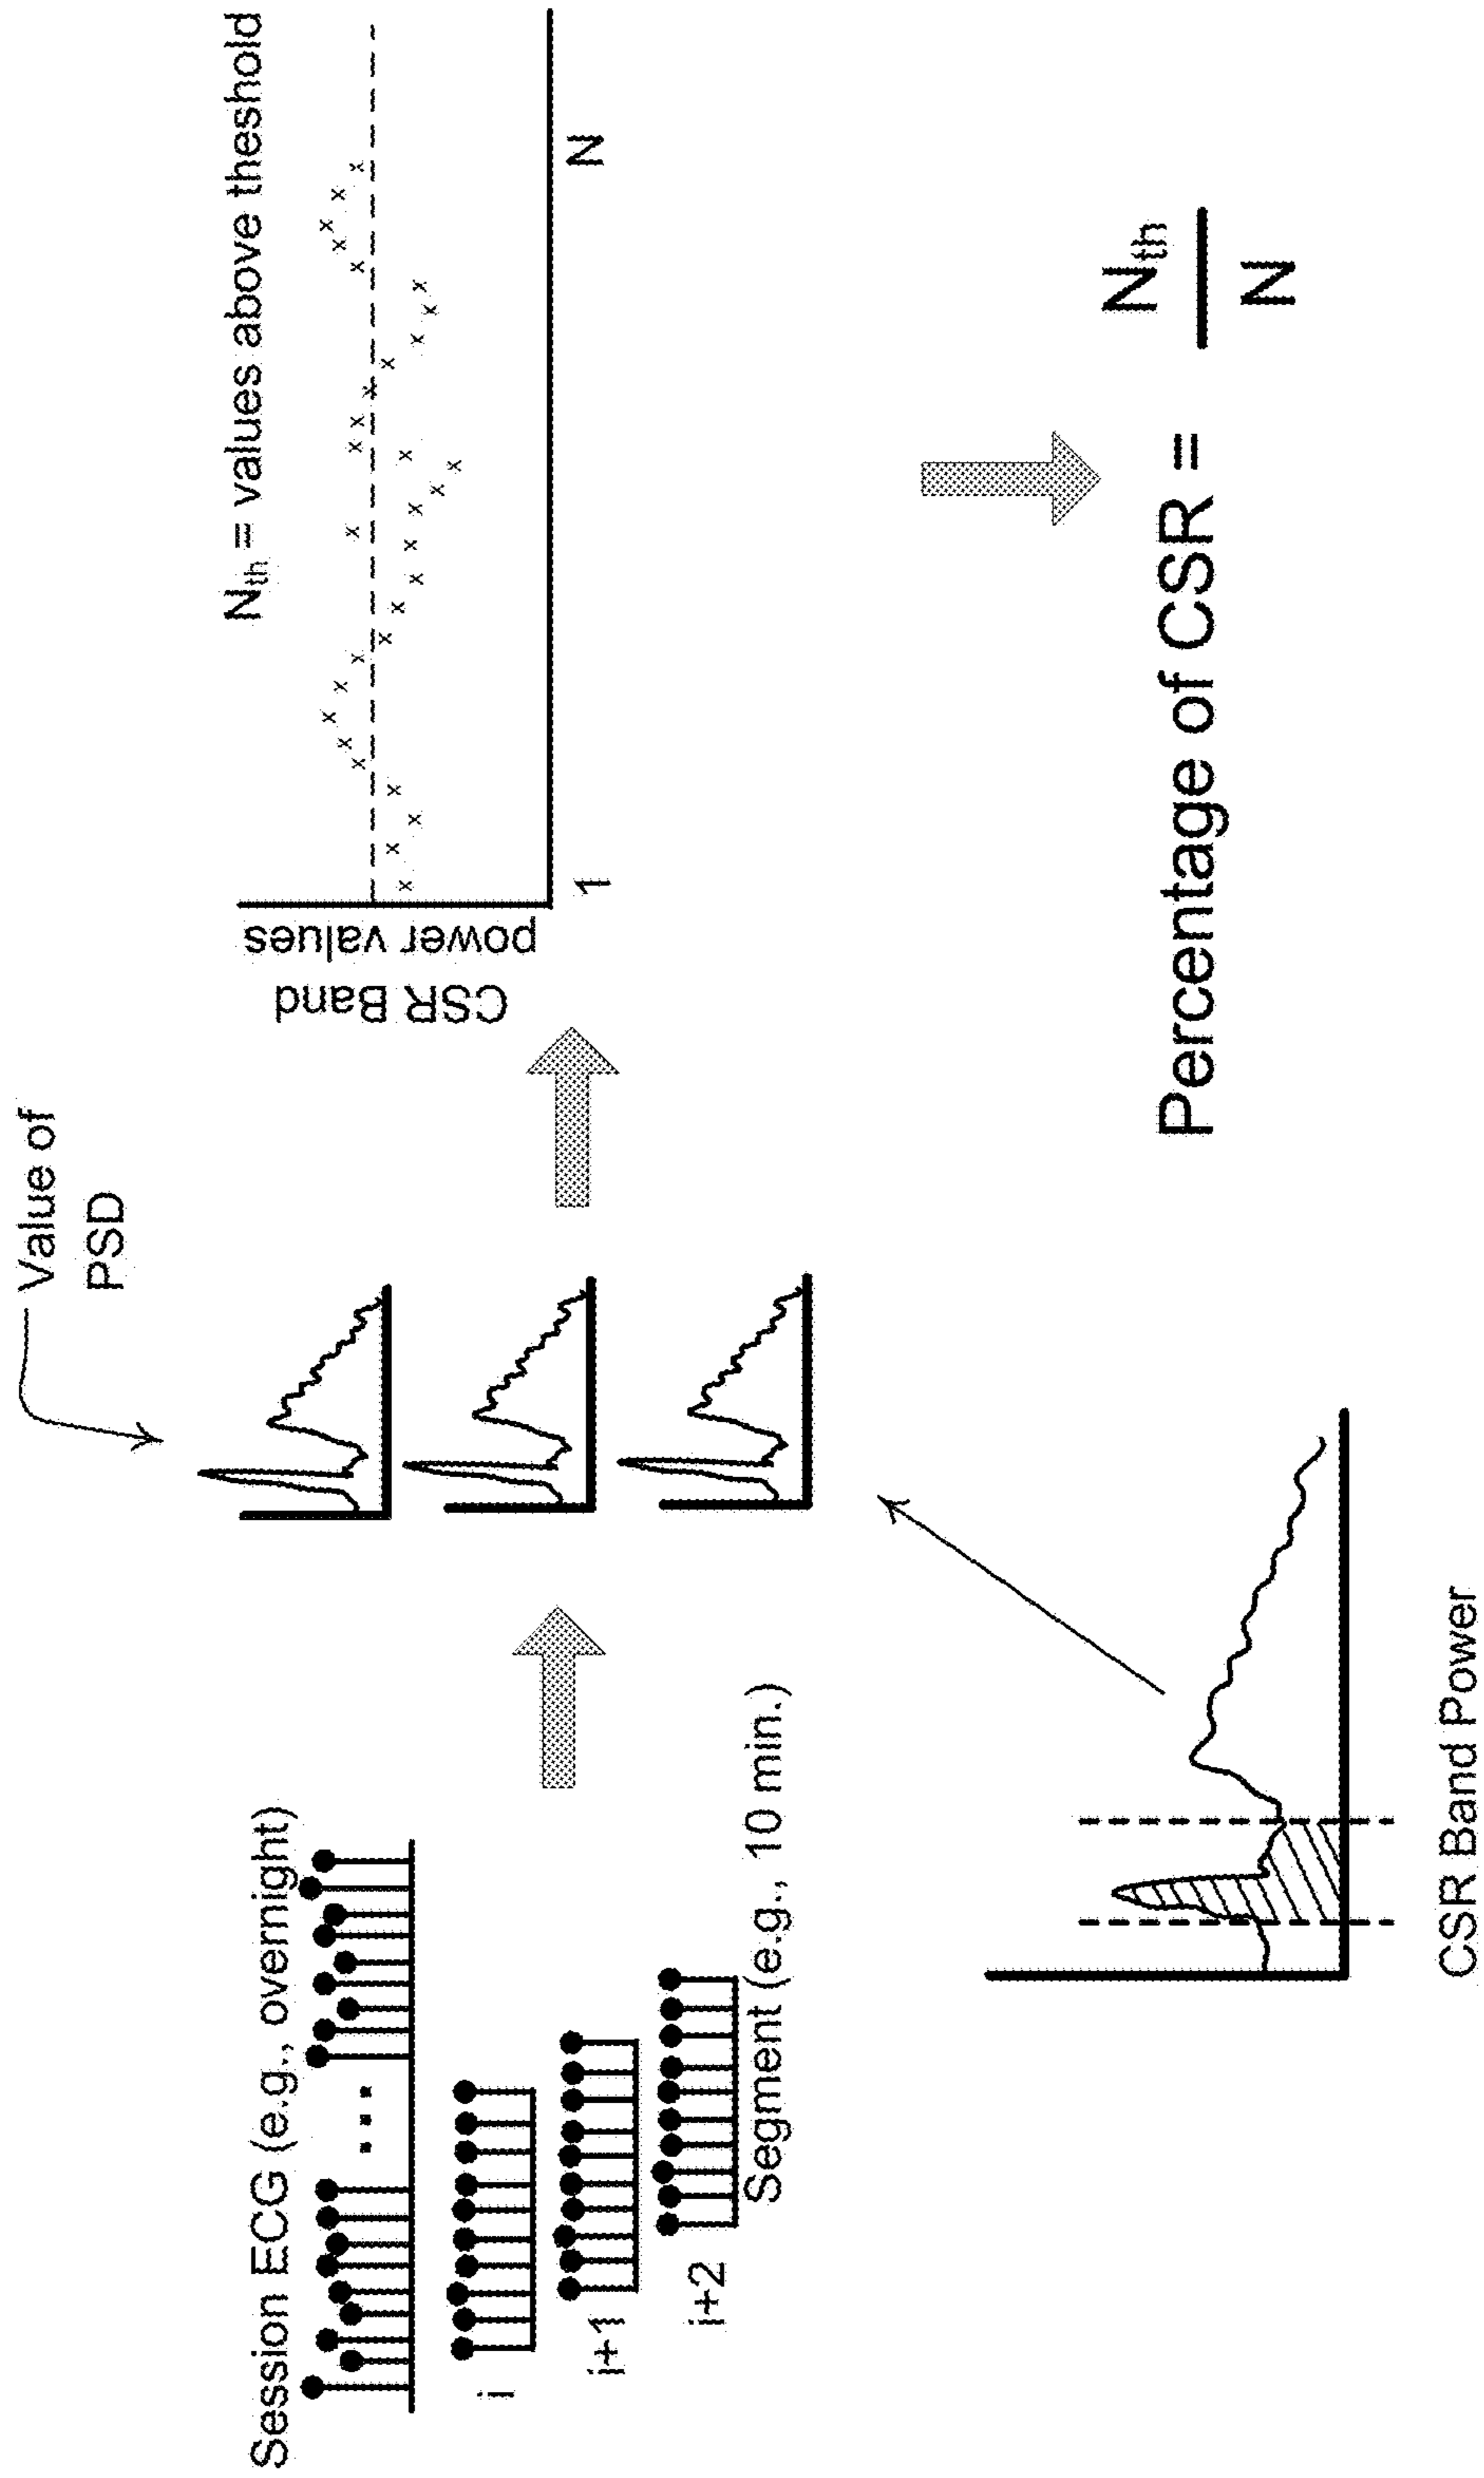 Session ECG (e.g., overnight)
i
i+1
i+2
Segment (e.g., 10 min.)
Value of
PSD
CSR Band Power
CSR Band
power values
N_th = values above theshold
1
N
Percentage of CSR = N_th / N